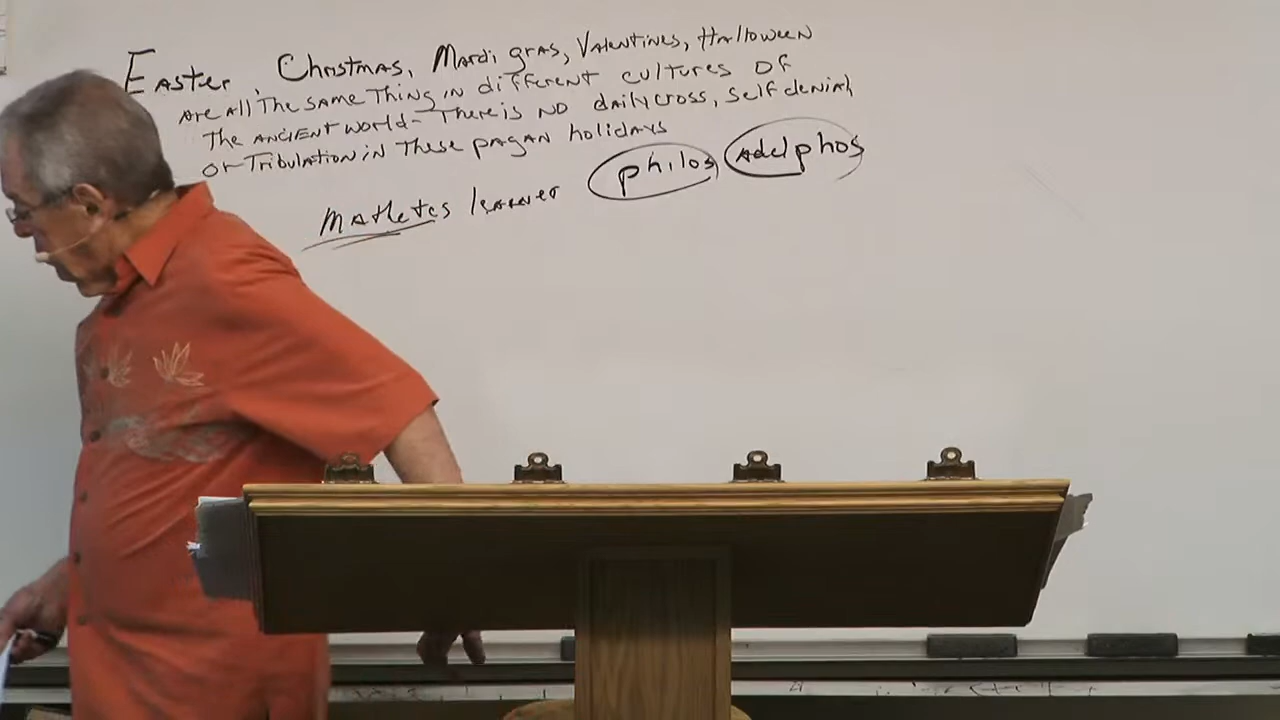 Easter, Christmas, Mardi gras, Valentines, Halloween
are all the same thing in different cultures of
the ancient world - There is no daily cross, self denial,
or Tribulation in these pagan holidays
Mathetes learner philos Adelphos